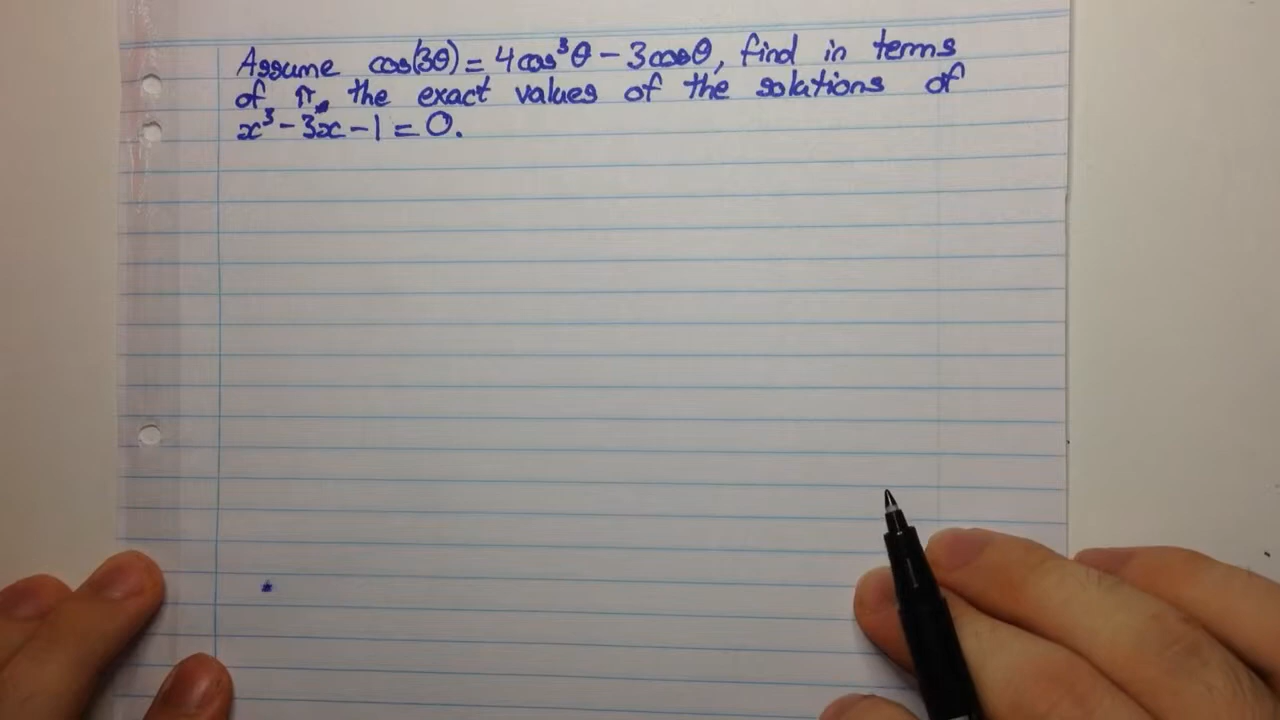 Assume cos(3θ) = 4cos³θ - 3cosθ, find in terms
of π, the exact values of the solutions of
x³ - 3x - 1 = 0.